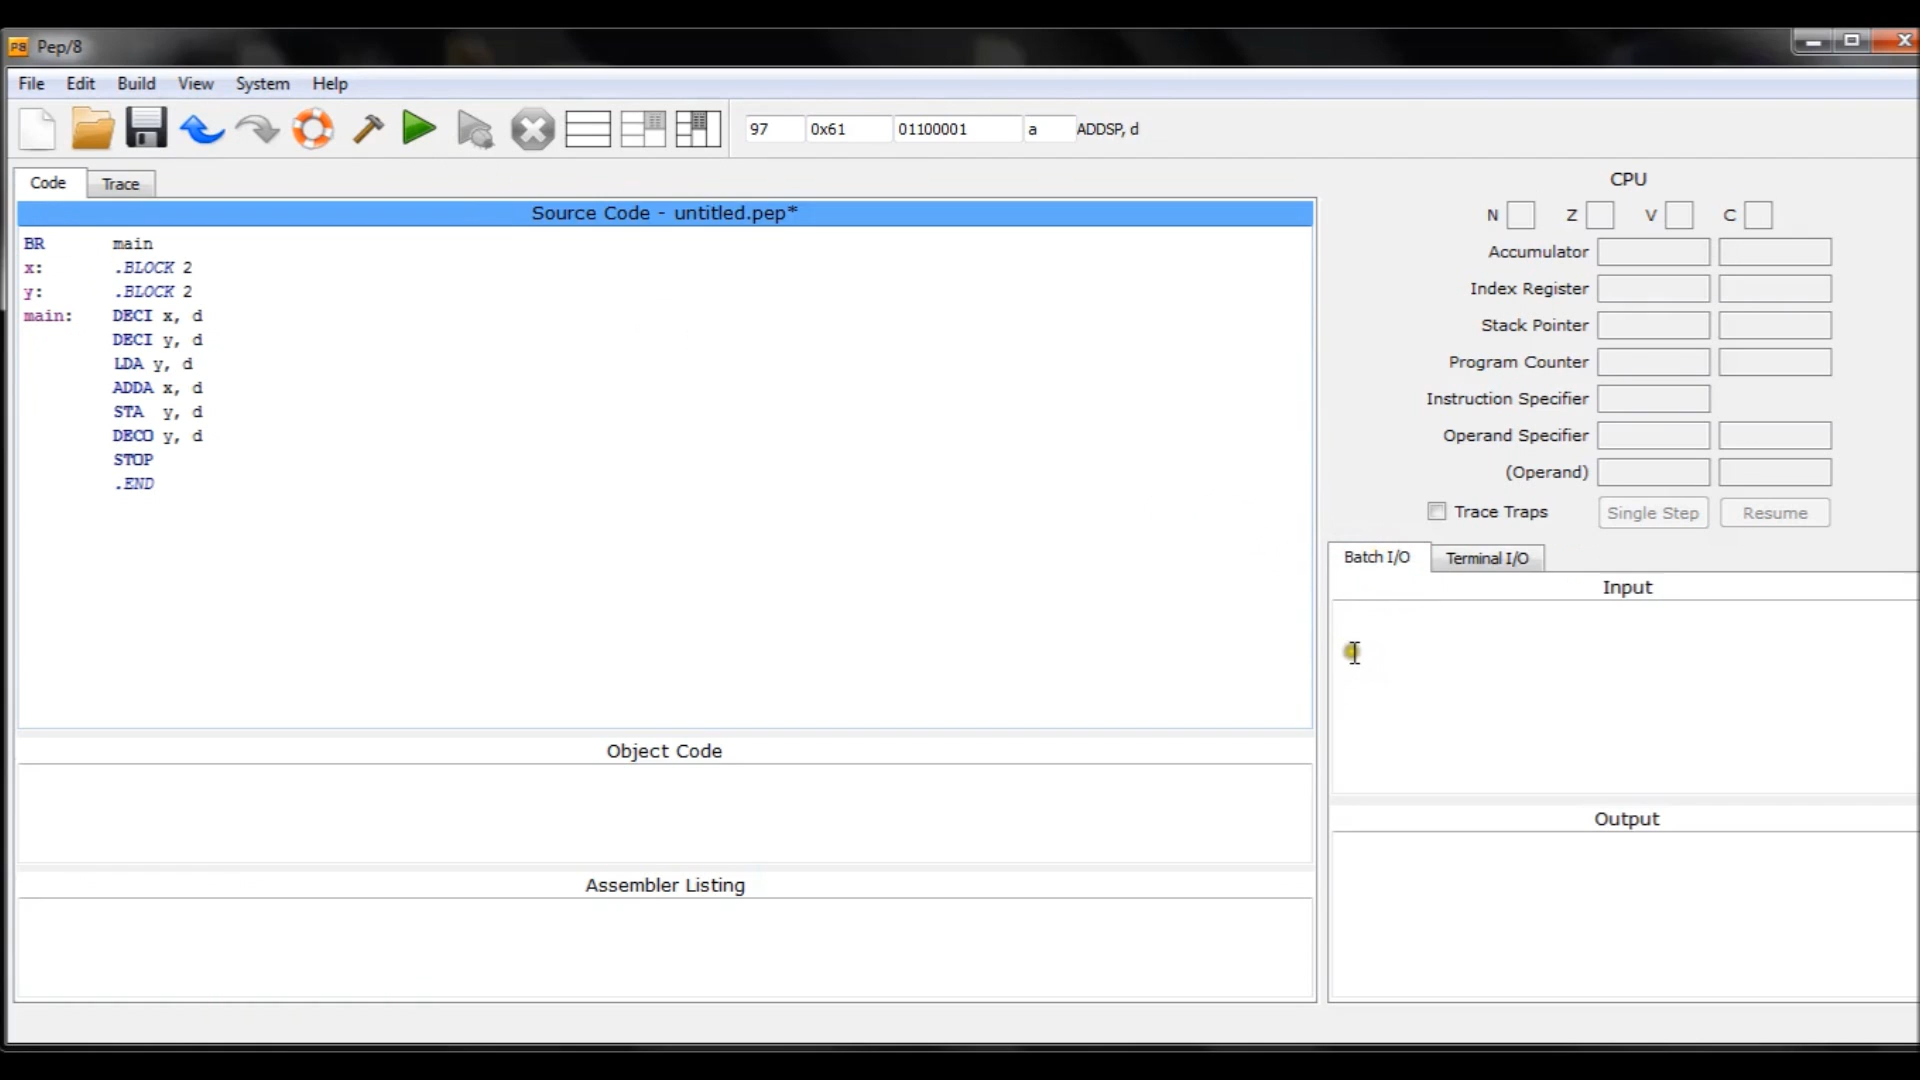 P8 Pep/8
File Edit Build View System Help
97 0x61 01100001 a ADDSP, d
Code Trace
Source Code - untitled.pep*
BR main
x: .BLOCK 2
y: .BLOCK 2
main: DECI x, d
DECI y, d
LDA y, d
ADDA x, d
STA y, d
DECO y, d
STOP
.END
Object Code
Assembler Listing
CPU
N Z V C
Accumulator
Index Register
Stack Pointer
Program Counter
Instruction Specifier
Operand Specifier
(Operand)
Trace Traps Single Step Resume
Batch I/O Terminal I/O
Input
Output